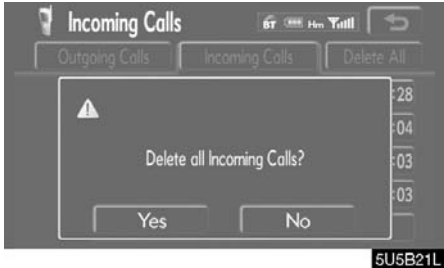 Incoming Calls BT Hm
Outgoing Calls Incoming Calls Delete All
:28
:04
Delete all Incoming Calls?
:03
:03
Yes No
5U5B21L